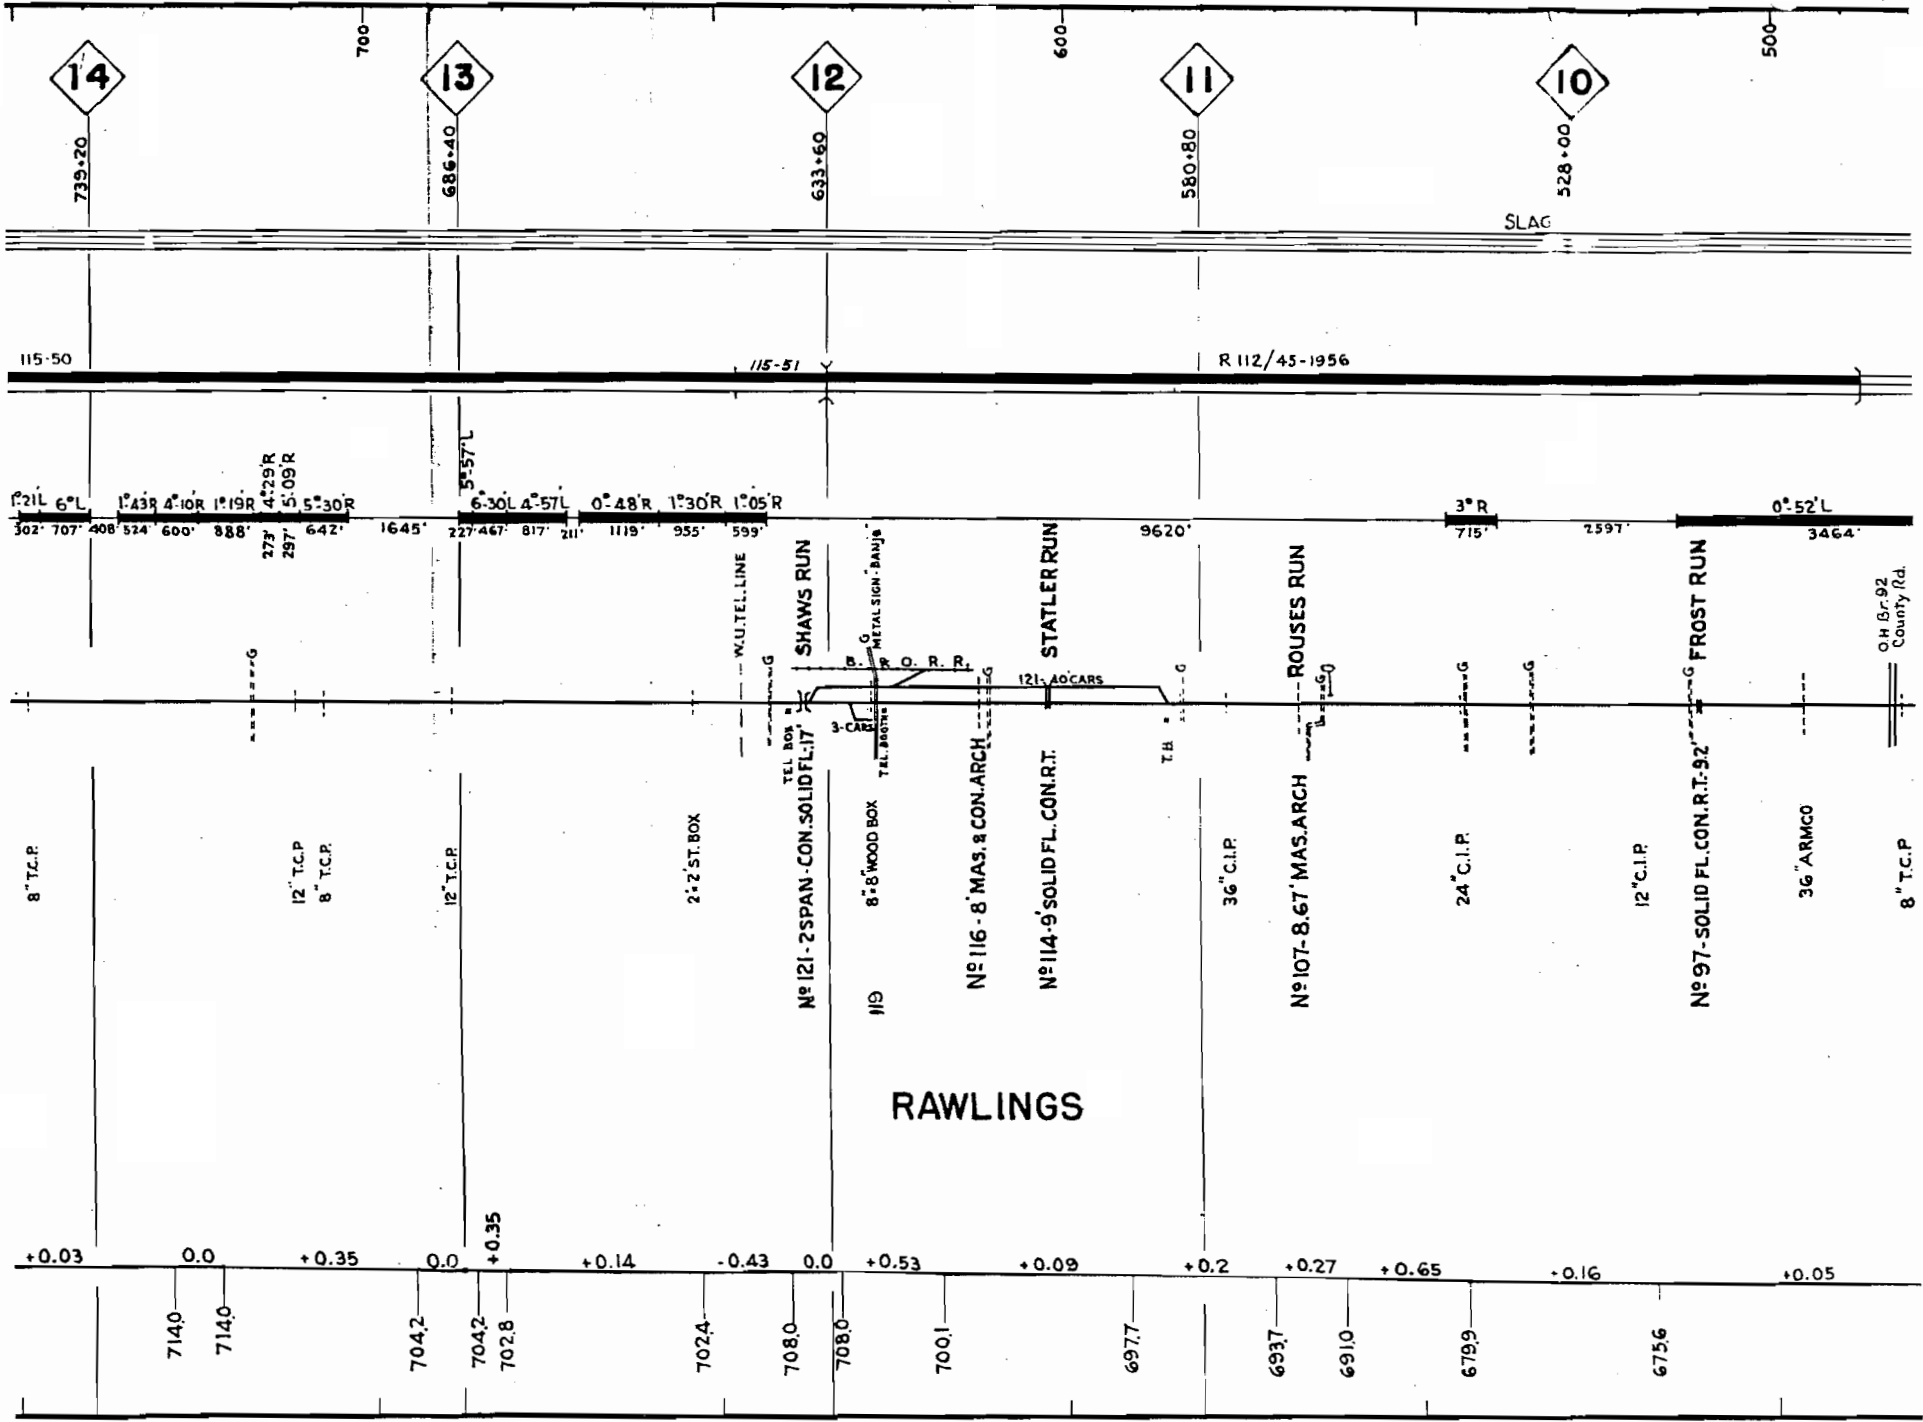 700
600
500
14
13
12
11
10
739+20
686+40
633+60
580+80
528+00
SLAG
115-50
115-51
R 112/45-1956
1°21'L 6°L 1°43'R 4°10'R 1°19'R 4°29'R 5°09'R 5°30'R 5°-57'L 6°-30'L 4°-57'L 0°-48'R 1°30'R 1°05'R 3°R 0°-52'L
302' 707' 408' 524' 600' 888' 273' 297' 642' 1645' 227' 467' 817' 211' 1119' 955' 599' 9620' 715' 2597' 3464'
W.U.TEL.LINE
SHAWS RUN
METAL SIGN-BANJO
STATLER RUN
ROUSES RUN
FROST RUN
O.H Br. 92
County Rd.
G
G
G
B. & O. R. R.
G
121-40'CARS
G
G
G
G
G
3-CARS
TEL BOX
TEL. BOOTH
T.B
8" T.C.P.
12" T.C.P
8" T.C.P.
12" T.C.P.
2'x2' ST. BOX
Nº 121-2 SPAN-CON.SOLID FL.-17'
8"x8" WOOD BOX
119
Nº 116-8' MAS. & CON. ARCH
Nº 114-9' SOLID FL. CON. R.T.
36" C.I.P.
Nº 107-8.67' MAS. ARCH
24" C.I.P.
12" C.I.P.
Nº 97-SOLID FL. CON. R.T.-9.2'
36" ARMCO
8" T.C.P
RAWLINGS
+0.03 0.0 +0.35 0.0 +0.35 +0.14 -0.43 0.0 +0.53 +0.09 +0.2 +0.27 +0.65 +0.16 +0.05
714.0 714.0 704.2 704.2 702.8 702.4 708.0 708.0 700.1 697.7 693.7 691.0 679.9 675.6